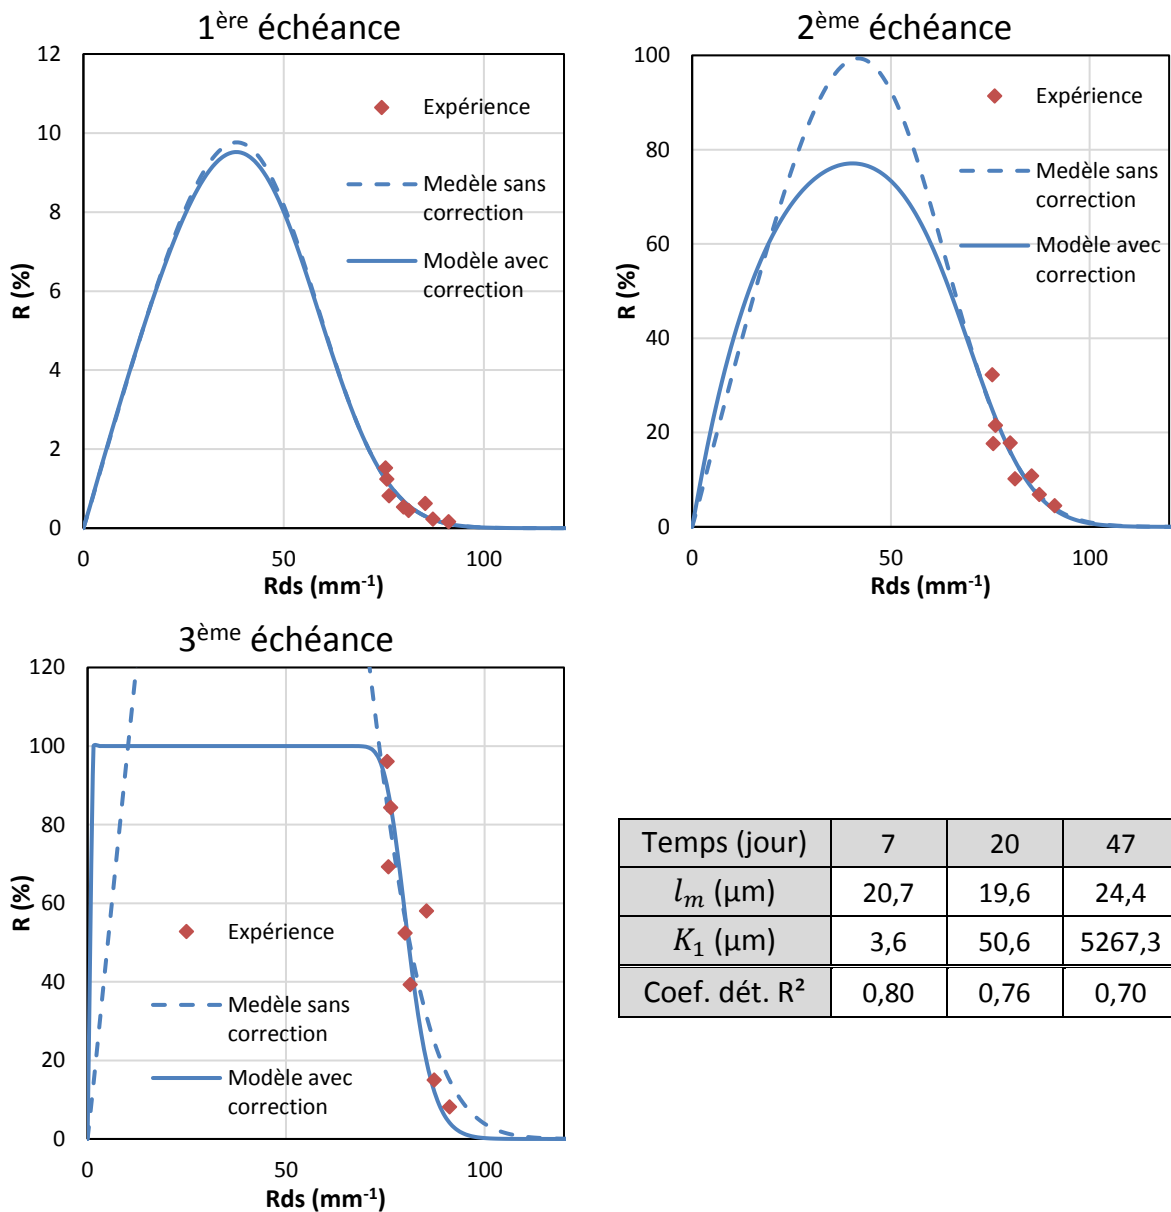 1ère échéance
12
10
8
6
4
2
0
R (%)
Expérience
Medèle sans
correction
Modèle avec
correction
0 50 100
Rds (mm-1)
2ème échéance
100
80
60
40
20
0
R (%)
Expérience
Medèle sans
correction
Modèle avec
correction
0 50 100
Rds (mm-1)
3ème échéance
120
100
80
60
40
20
0
R (%)
Expérience
Medèle sans
correction
Modèle avec
correction
0 50 100
Rds (mm-1)
Temps (jour) 7 20 47
lm (µm) 20,7 19,6 24,4
K1 (µm) 3,6 50,6 5267,3
Coef. dét. R² 0,80 0,76 0,70